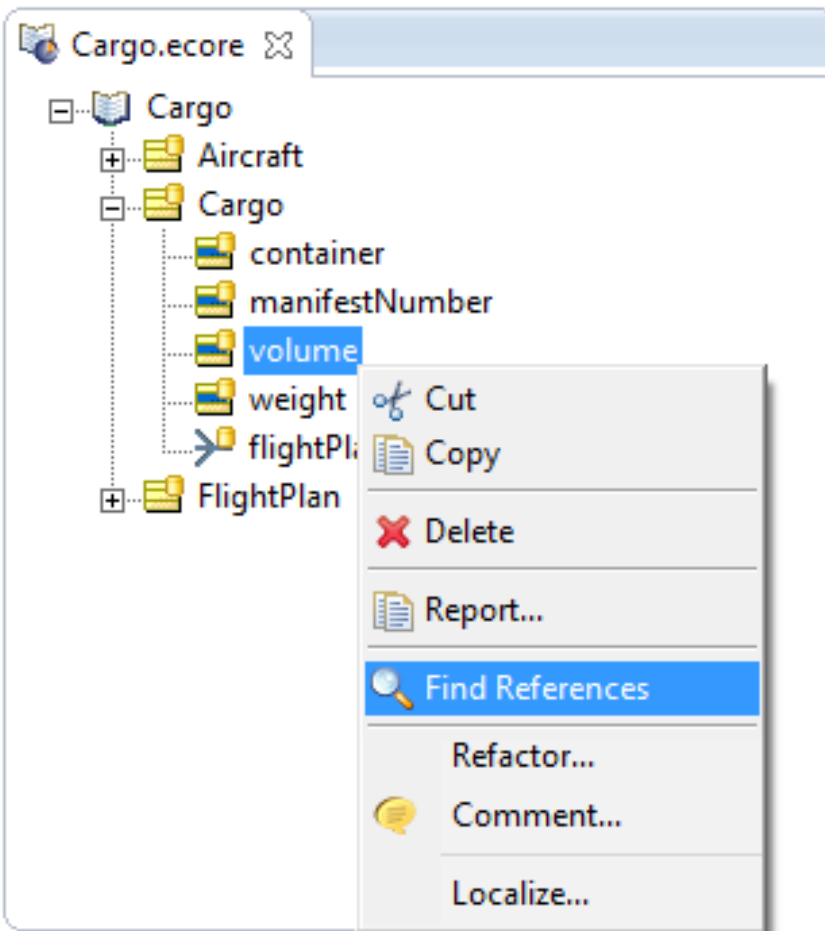 Cargo.ecore
Cargo
Aircraft
Cargo
container
manifestNumber
volume
weight
flightPla
FlightPlan
Cut
Copy
Delete
Report...
Find References
Refactor...
Comment...
Localize...